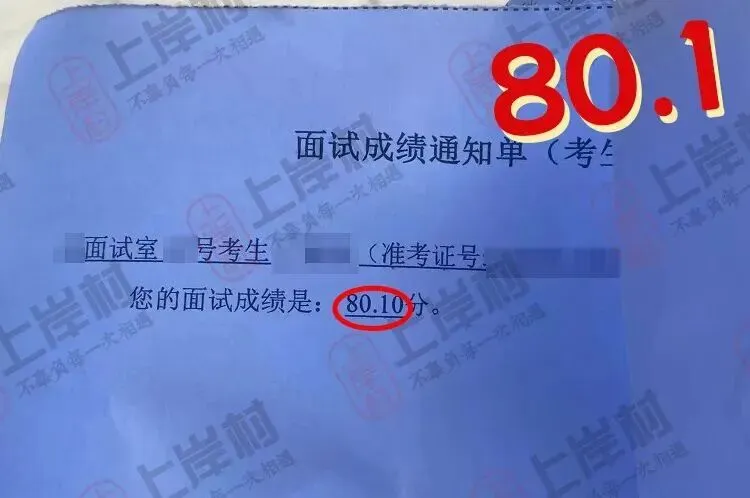 80.1
上岸村
不辜负每一次相遇
面试成绩通知单（考生
面试室 号考生 （准考证号:
您的面试成绩是：80.10分。